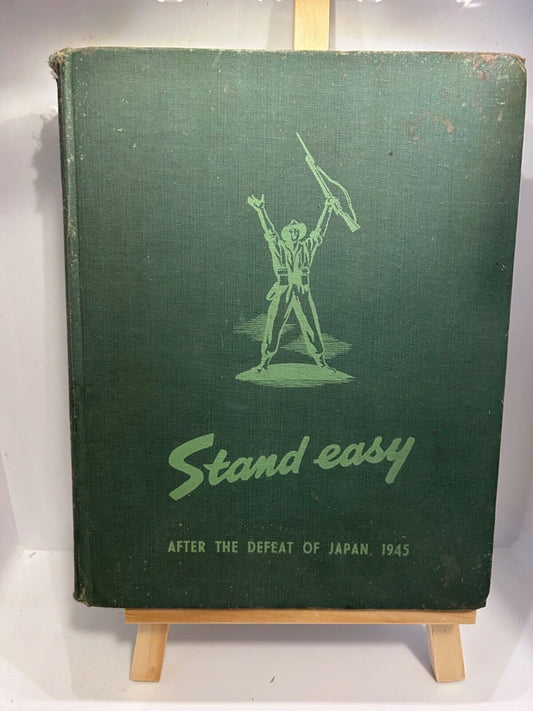 Stand easy
AFTER THE DEFEAT OF JAPAN, 1945